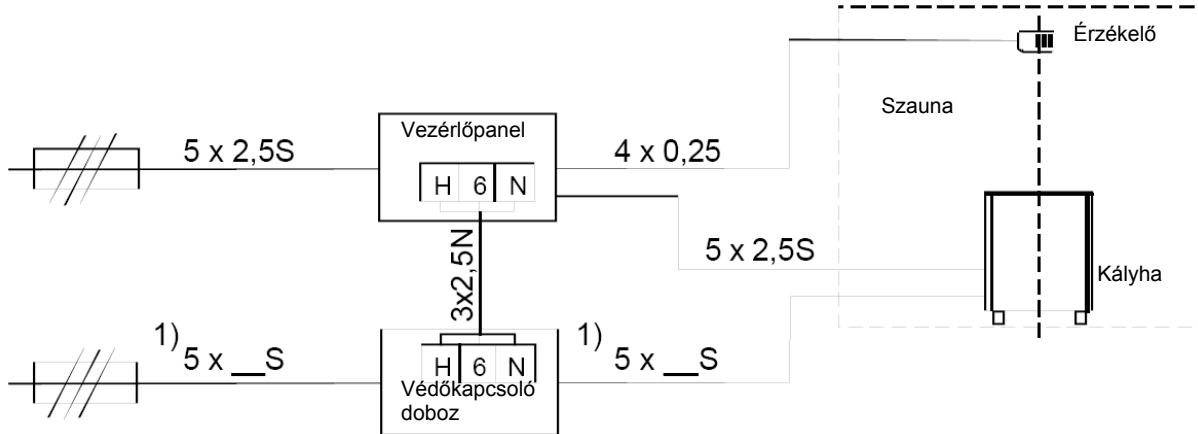 Érzékelő
Szauna
Vezérlőpanel
5 x 2,5S
4 x 0,25
H 6 N
3x2,5N
5 x 2,5S
Kályha
1)
5 x __S
1)
5 x __S
H 6 N
Védőkapcsoló
doboz